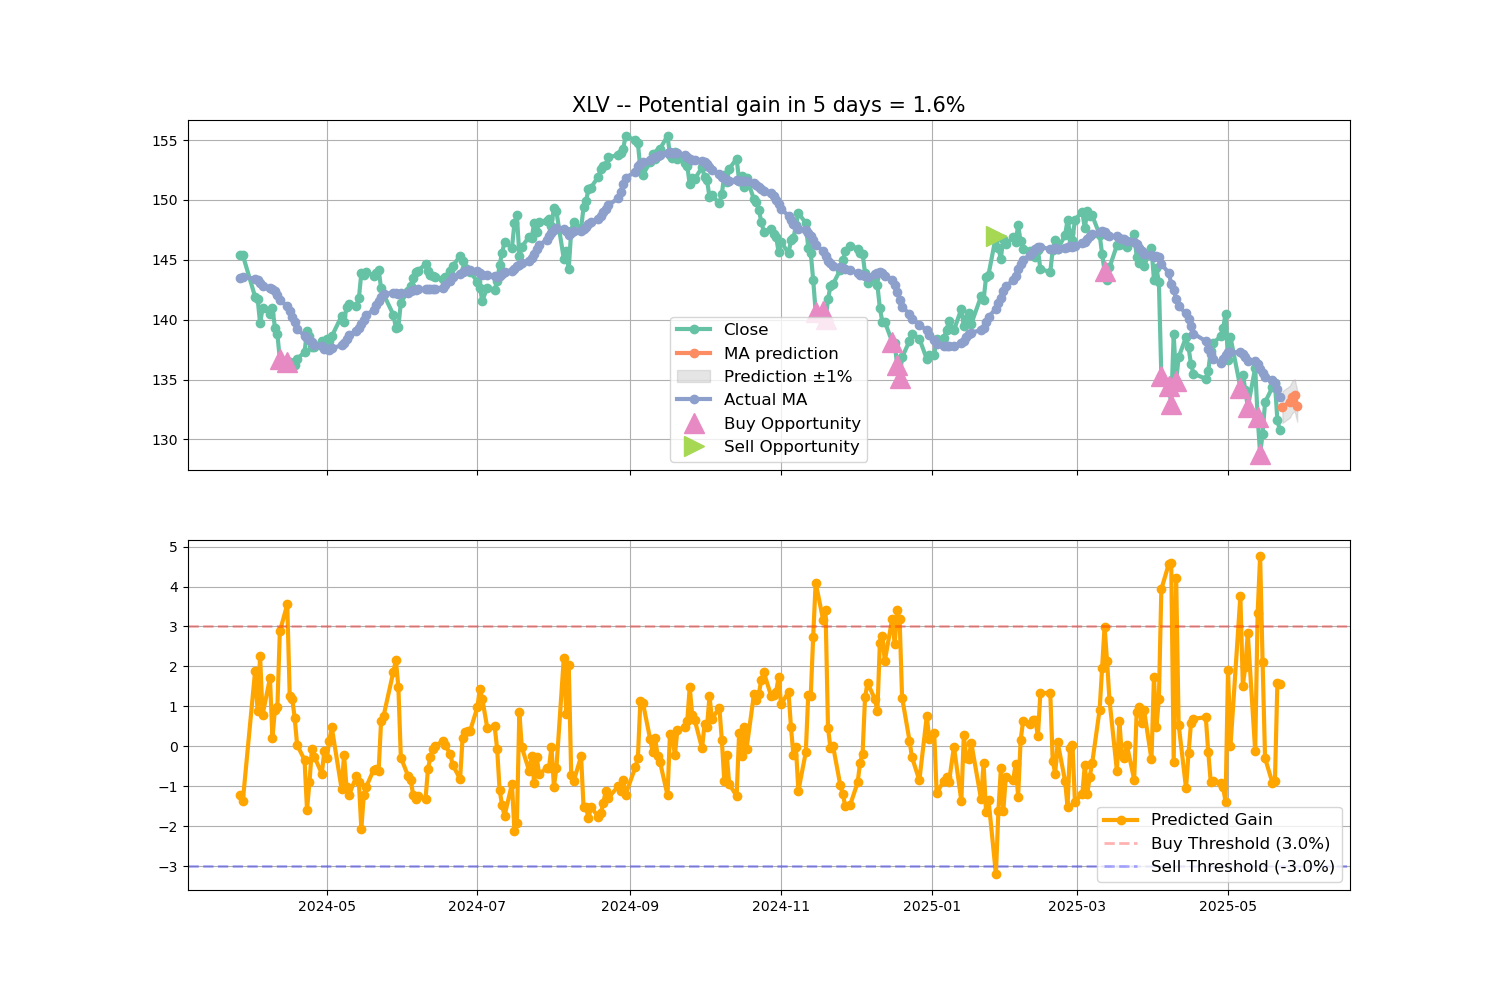 XLV -- Potential gain in 5 days = 1.6%
155
150
145
140
135
130
Close
MA prediction
Prediction ±1%
Actual MA
Buy Opportunity
Sell Opportunity
5
4
3
2
1
0
−1
−2
−3
Predicted Gain
Buy Threshold (3.0%)
Sell Threshold (-3.0%)
2024-05
2024-07
2024-09
2024-11
2025-01
2025-03
2025-05